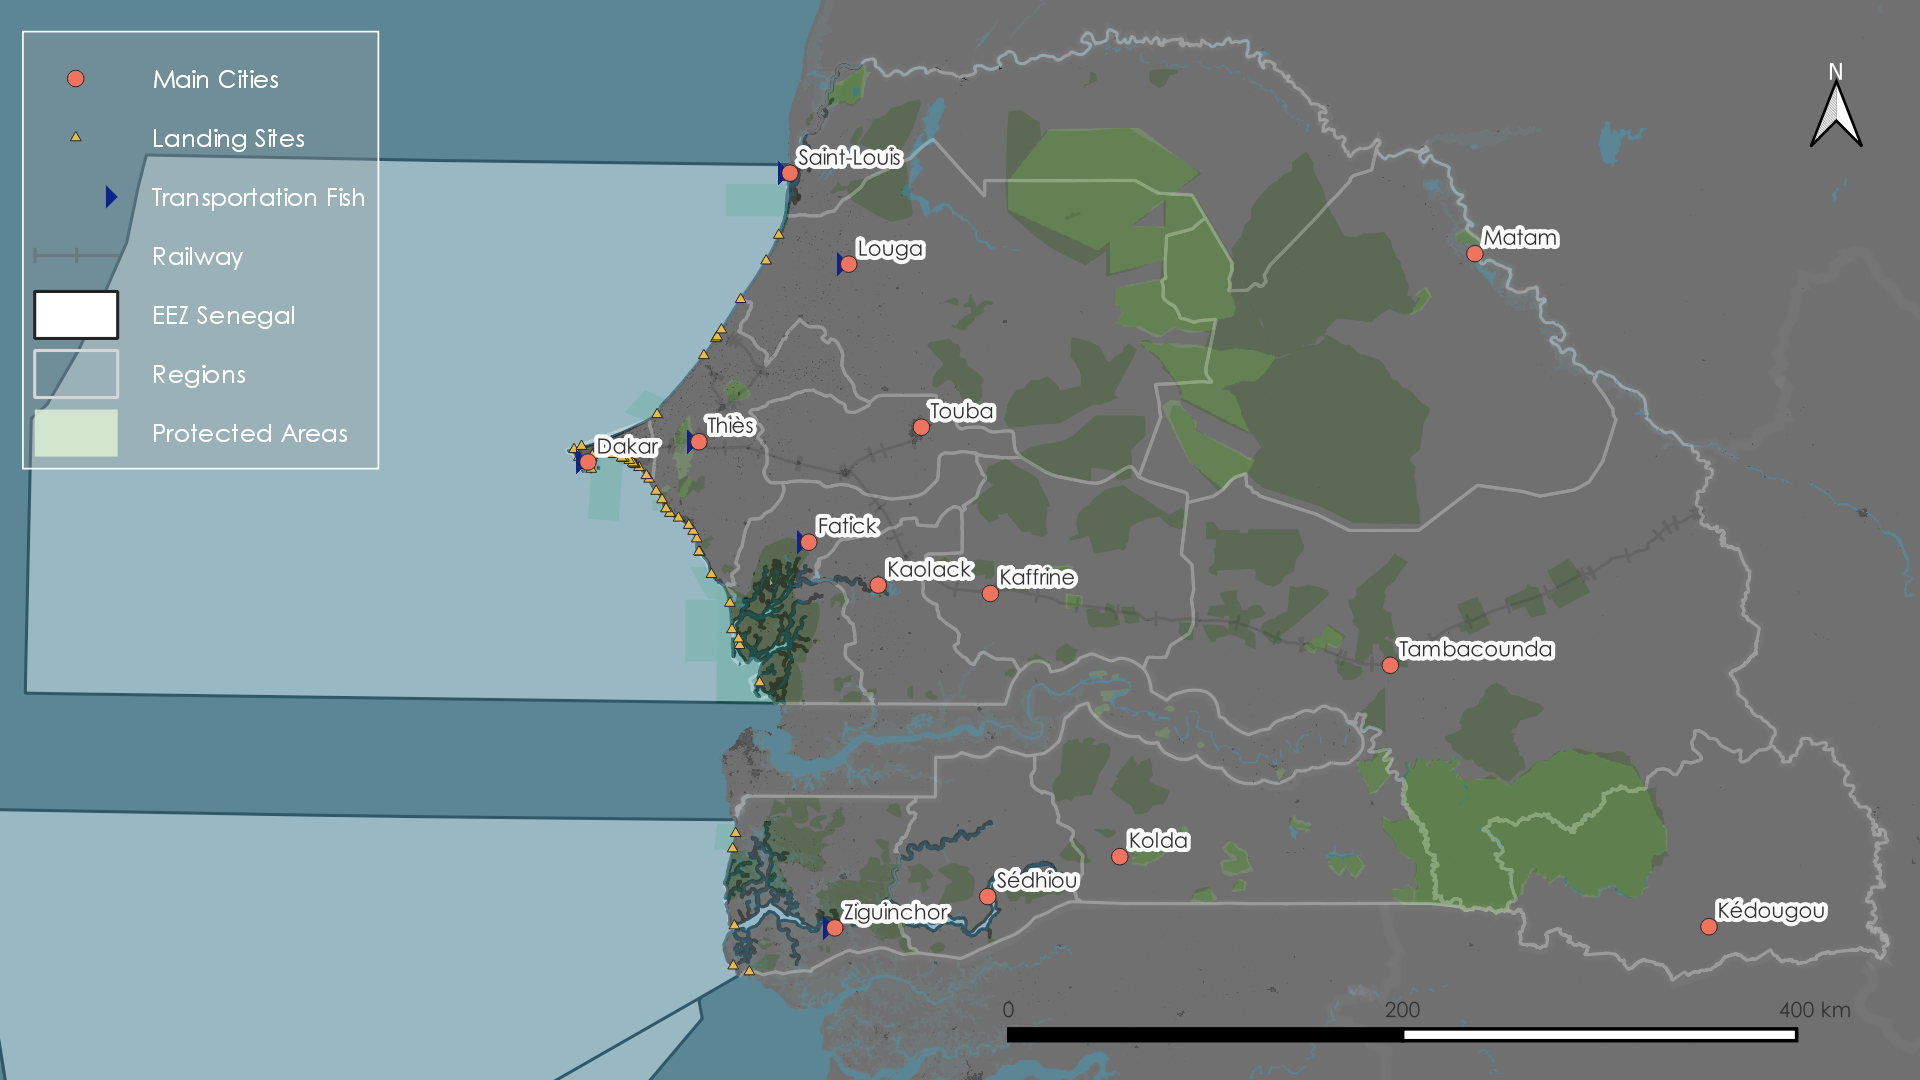 Main Cities
Landing Sites
Transportation Fish
Railway
EEZ Senegal
Regions
Protected Areas
N
Saint-Louis
Louga
Matam
Touba
Thiès
Dakar
Fatick
Kaolack
Kaffrine
Tambacounda
Kolda
Sédhiou
Ziguinchor
Kédougou
0 200 400 km